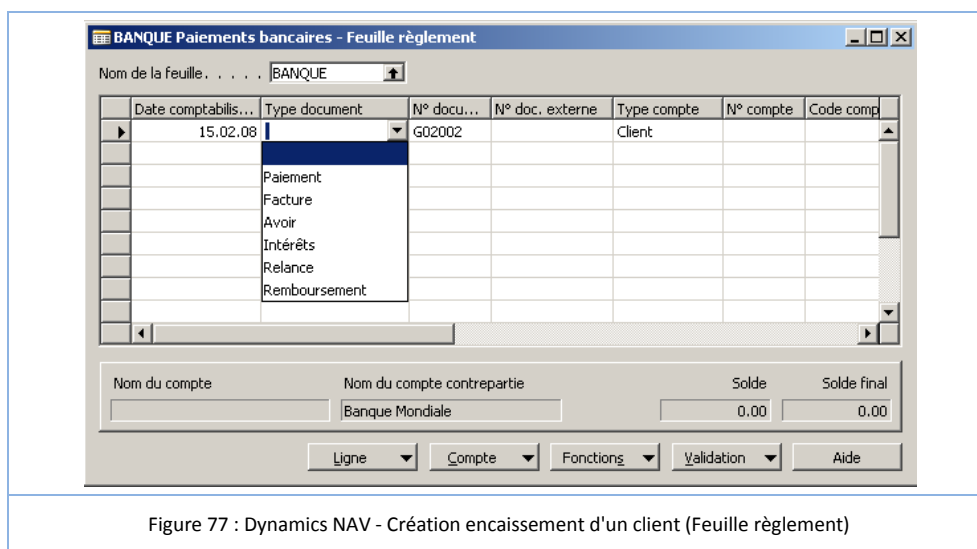 BANQUE Paiements bancaires - Feuille règlement
Nom de la feuille. . . . . BANQUE
Date comptabilis... Type document N° docu... N° doc. externe Type compte N° compte Code comp
15.02.08 G02002 Client
Paiement
Facture
Avoir
Intérêts
Relance
Remboursement
Nom du compte Nom du compte contrepartie Solde Solde final
Banque Mondiale 0.00 0.00
Ligne Compte Fonctions Validation Aide
Figure 77 : Dynamics NAV - Création encaissement d'un client (Feuille règlement)